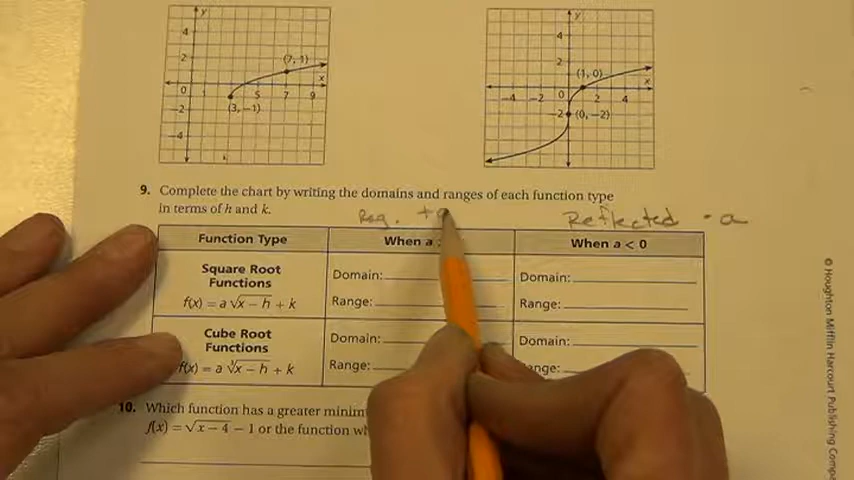 y
4
2
(7, 1)
x
0
1
5
7
9
(3, −1)
−2
−4
y
4
2
(1, 0)
x
−4
−2
0
2
4
−2
(0, −2)
9. Complete the chart by writing the domains and ranges of each function type
in terms of h and k.
Reg. +a
Reflected - a
Function Type
When a
When a < 0
Square Root
Functions
f(x) = a √x − h + k
Domain:
Range:
Domain:
Range:
Cube Root
Functions
f(x) = a ∛x − h + k
Domain:
Range:
Domain:
10. Which function has a greater
f(x) = √x − 4 − 1 or the function
© Houghton Mifflin Harcourt Publishing